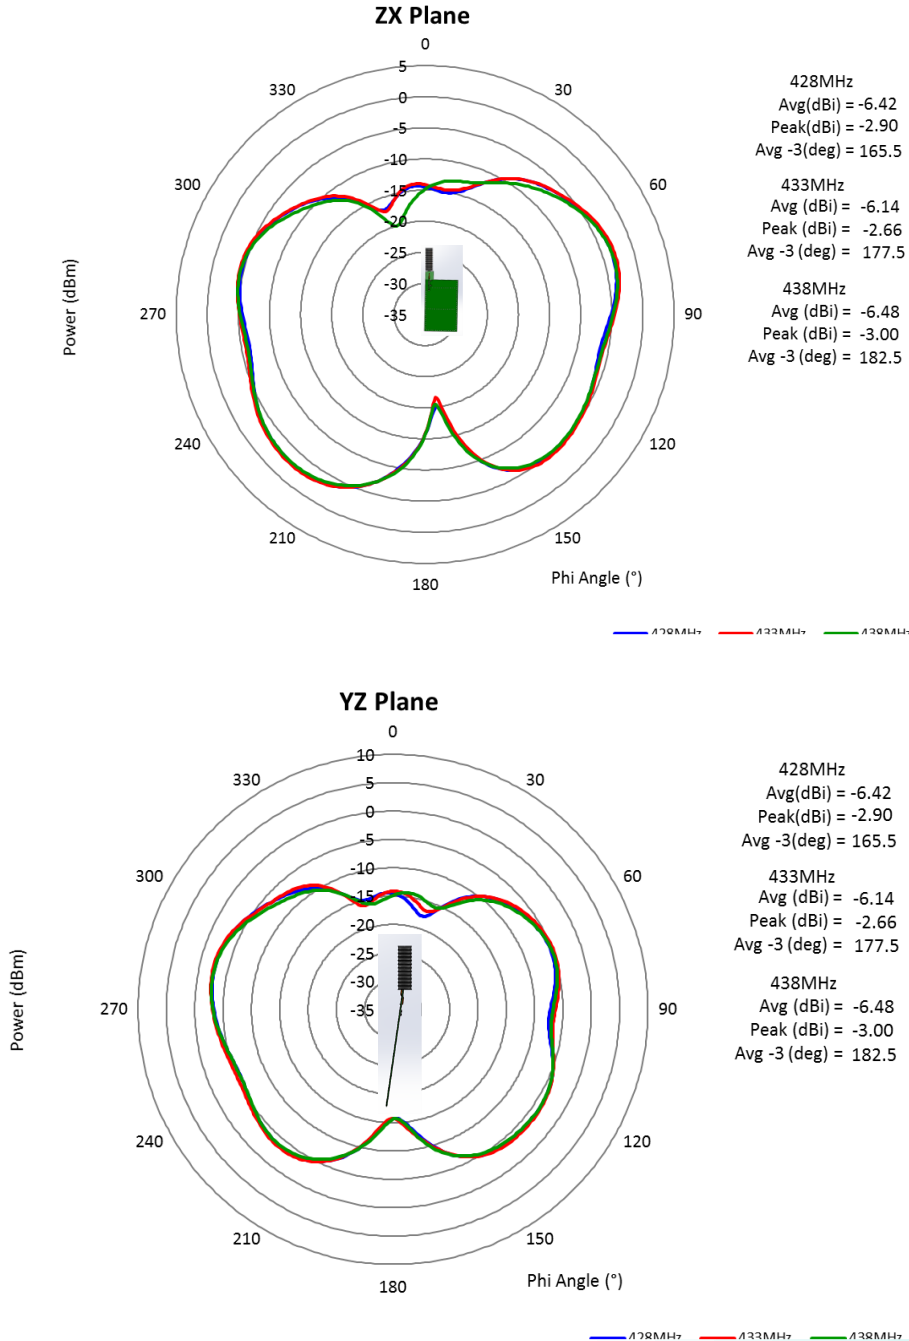 ZX Plane
0
5
330
30
0
-5
-10
-15
300
60
-20
-25
-30
-35
270
90
240
120
210
150
180
Power (dBm)
Phi Angle (°)
428MHz
Avg(dBi) = -6.42
Peak(dBi) = -2.90
Avg -3(deg) = 165.5
433MHz
Avg (dBi) = -6.14
Peak (dBi) = -2.66
Avg -3 (deg) = 177.5
438MHz
Avg (dBi) = -6.48
Peak (dBi) = -3.00
Avg -3 (deg) = 182.5
428MHz 433MHz 438MHz
YZ Plane
0
10
330
30
5
0
-5
-10
300
60
-15
-20
-25
-30
-35
270
90
240
120
210
150
180
Power (dBm)
Phi Angle (°)
428MHz
Avg(dBi) = -6.42
Peak(dBi) = -2.90
Avg -3(deg) = 165.5
433MHz
Avg (dBi) = -6.14
Peak (dBi) = -2.66
Avg -3 (deg) = 177.5
438MHz
Avg (dBi) = -6.48
Peak (dBi) = -3.00
Avg -3 (deg) = 182.5
428MHz 433MHz 438MHz